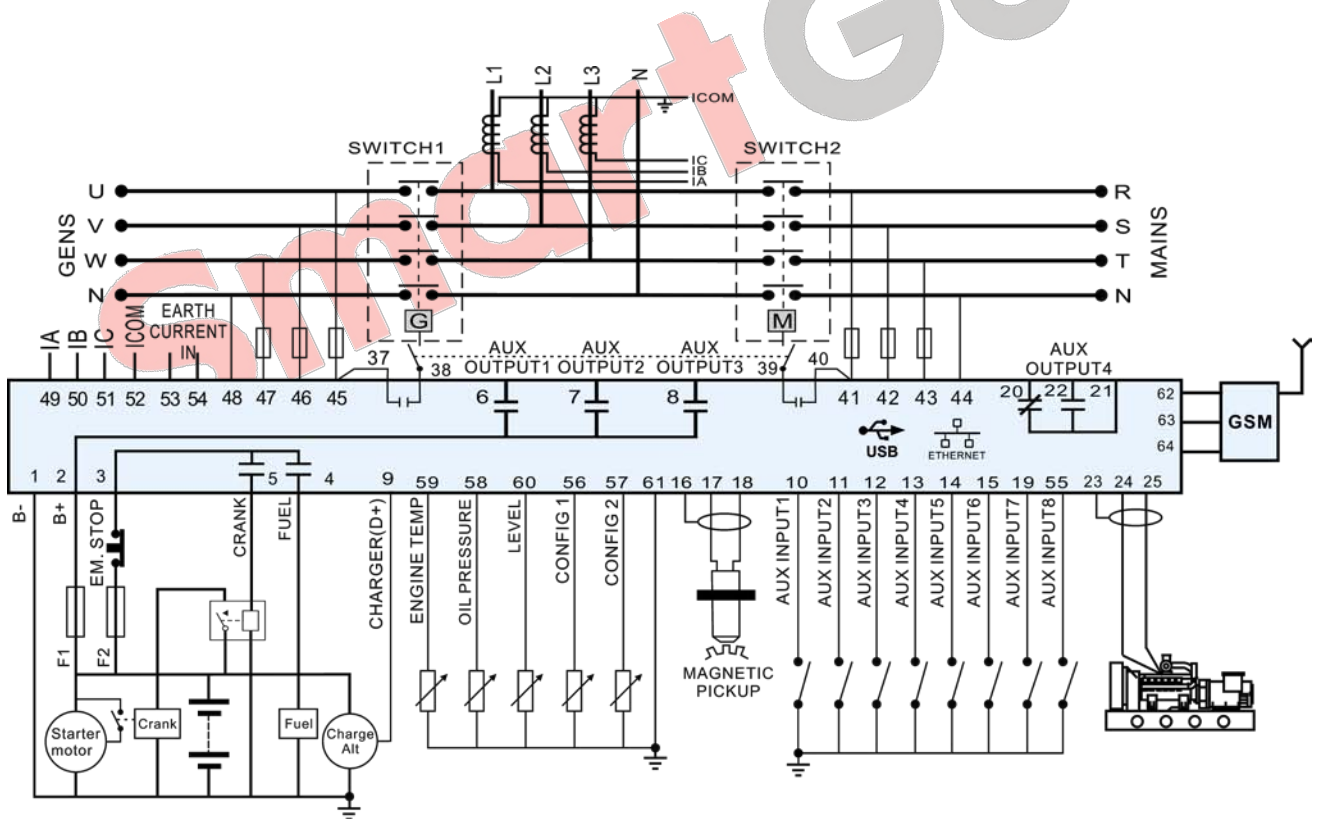 SmartGe
L1 L2 L3 N
ICOM
SWITCH1 SWITCH2
IC
IB
IA
U R
V S
W T
N N
GENS
MAINS
G M
EARTH
CURRENT
IN
IA IB IC ICOM
37 38 39 40
AUX
OUTPUT1
AUX
OUTPUT2
AUX
OUTPUT3
AUX
OUTPUT4
49 50 51 52 53 54 48 47 46 45 6 7 8 41 42 43 44 20 22 21 62
63
64
GSM
USB
ETHERNET
1 2 3 5 4 9 59 58 60 56 57 61 16 17 18 10 11 12 13 14 15 19 55 23 24 25
B-
B+
EM. STOP
CRANK
FUEL
CHARGER(D+)
ENGINE TEMP
OIL PRESSURE
LEVEL
CONFIG 1
CONFIG 2
AUX INPUT1
AUX INPUT2
AUX INPUT3
AUX INPUT4
AUX INPUT5
AUX INPUT6
AUX INPUT7
AUX INPUT8
F1 F2
MAGNETIC
PICKUP
Starter
motor
Crank
Fuel
Charge
Alt